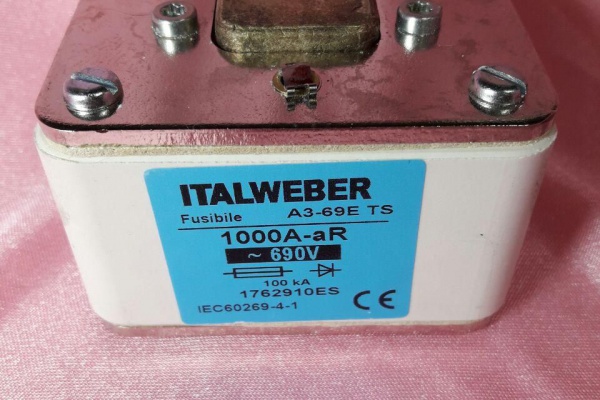 ITALWEBER
Fusibile A3-69E TS
1000A-aR
~ 690V
100 kA
1762910ES
IEC60269-4-1 CE